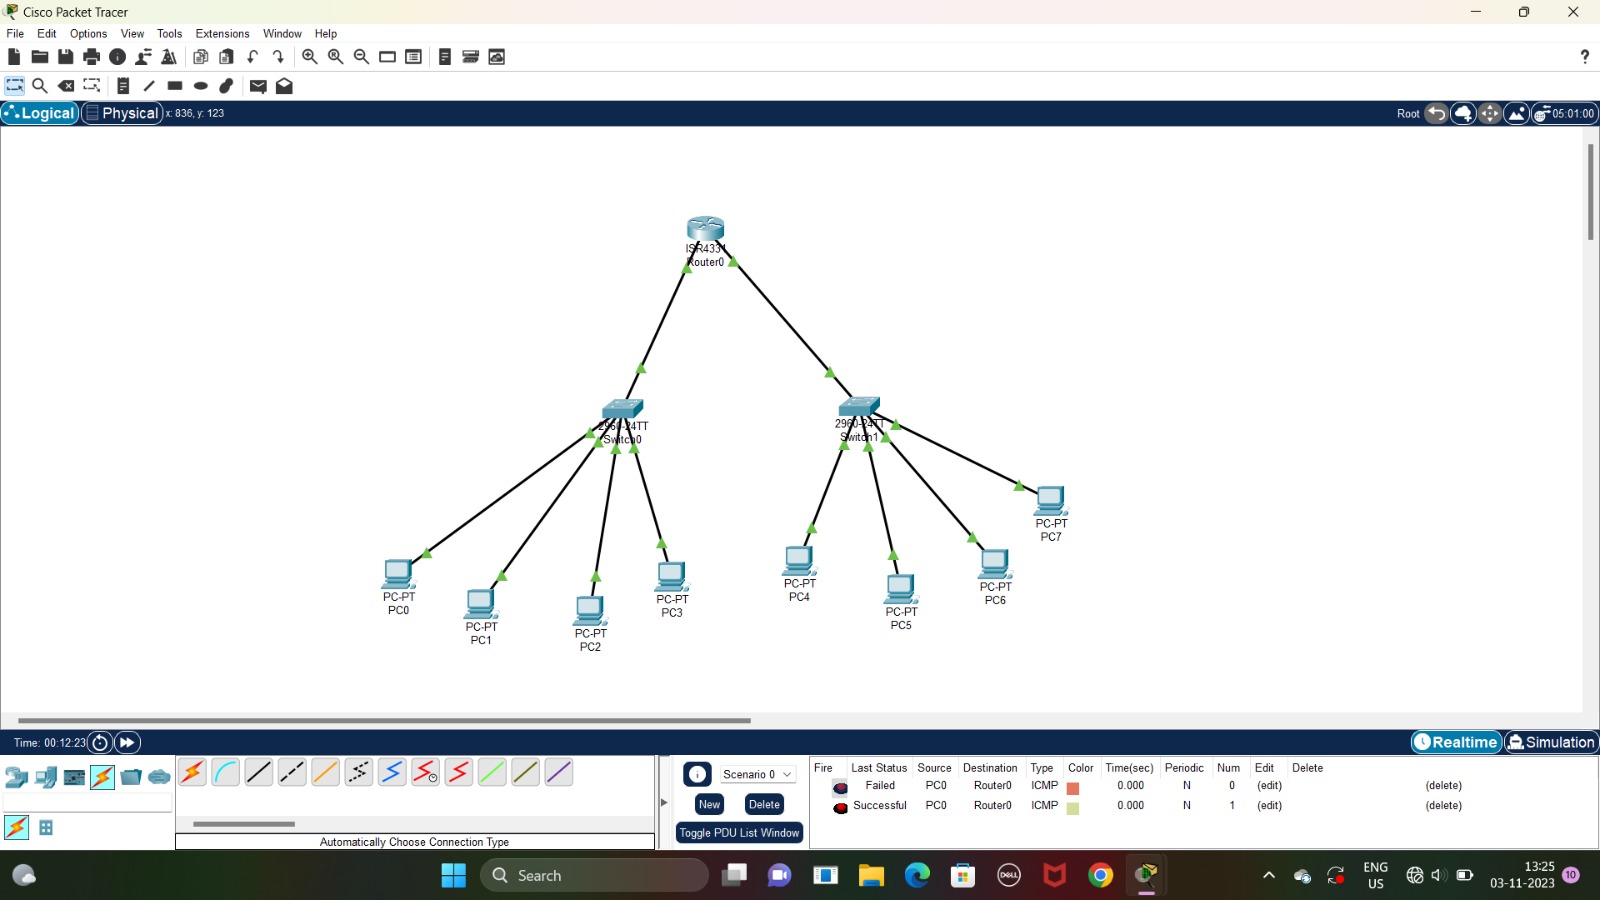 Cisco Packet Tracer
File Edit Options View Tools Extensions Window Help
?
Logical Physical x: 836, y: 123 Root 05:01:00
ISR4331
Router0
2960-24TT
Switch0
2960-24TT
Switch1
PC-PT
PC7
PC-PT
PC0
PC-PT
PC1
PC-PT
PC2
PC-PT
PC3
PC-PT
PC4
PC-PT
PC5
PC-PT
PC6
Time: 00:12:23 Realtime Simulation
Automatically Choose Connection Type
Scenario 0
New Delete
Toggle PDU List Window
Fire Last Status Source Destination Type Color Time(sec) Periodic Num Edit Delete
Failed PC0 Router0 ICMP 0.000 N 0 (edit) (delete)
Successful PC0 Router0 ICMP 0.000 N 1 (edit) (delete)
Search
DELL
ENG
US
13:25
03-11-2023
10